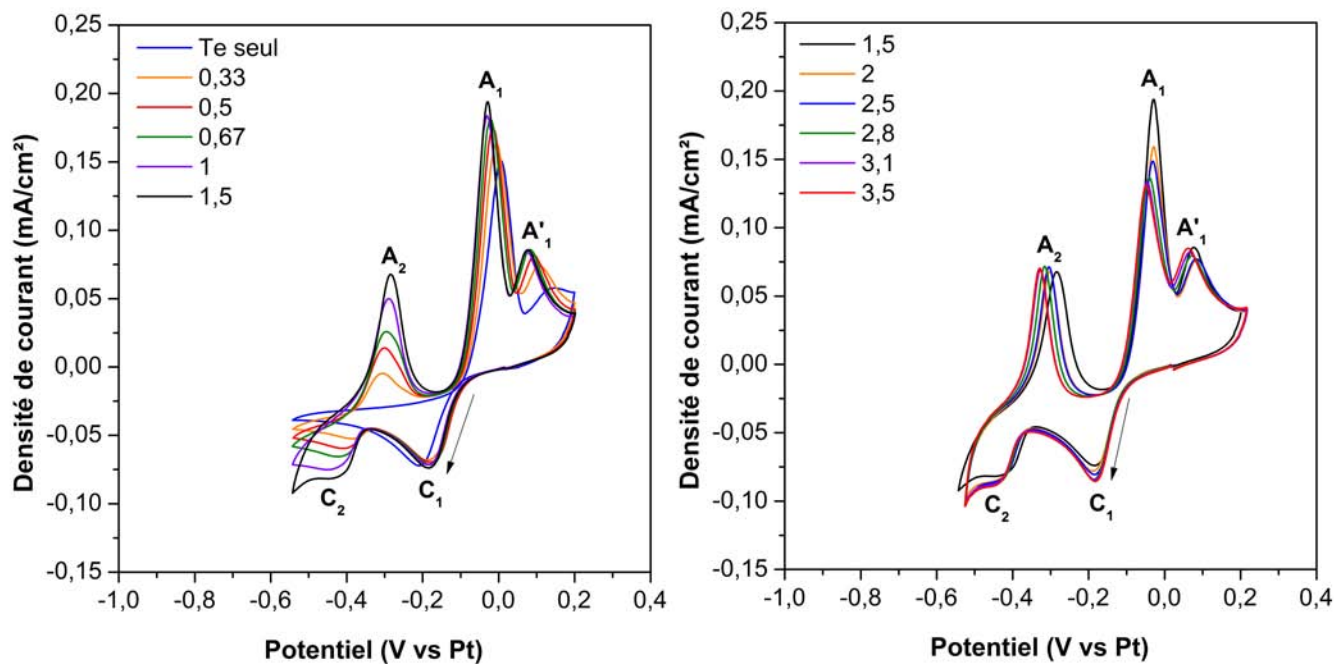 0,25
0,20
0,15
0,10
0,05
0,00
-0,05
-0,10
-0,15
Densité de courant (mA/cm²)
Te seul
0,33
0,5
0,67
1
1,5
A₁
A'₁
A₂
C₂
C₁
-1,0 -0,8 -0,6 -0,4 -0,2 0,0 0,2 0,4
Potentiel (V vs Pt)
0,25
0,20
0,15
0,10
0,05
0,00
-0,05
-0,10
-0,15
Densité de courant (mA/cm²)
1,5
2
2,5
2,8
3,1
3,5
A₁
A'₁
A₂
C₂
C₁
-1,0 -0,8 -0,6 -0,4 -0,2 0,0 0,2 0,4
Potentiel (V vs Pt)